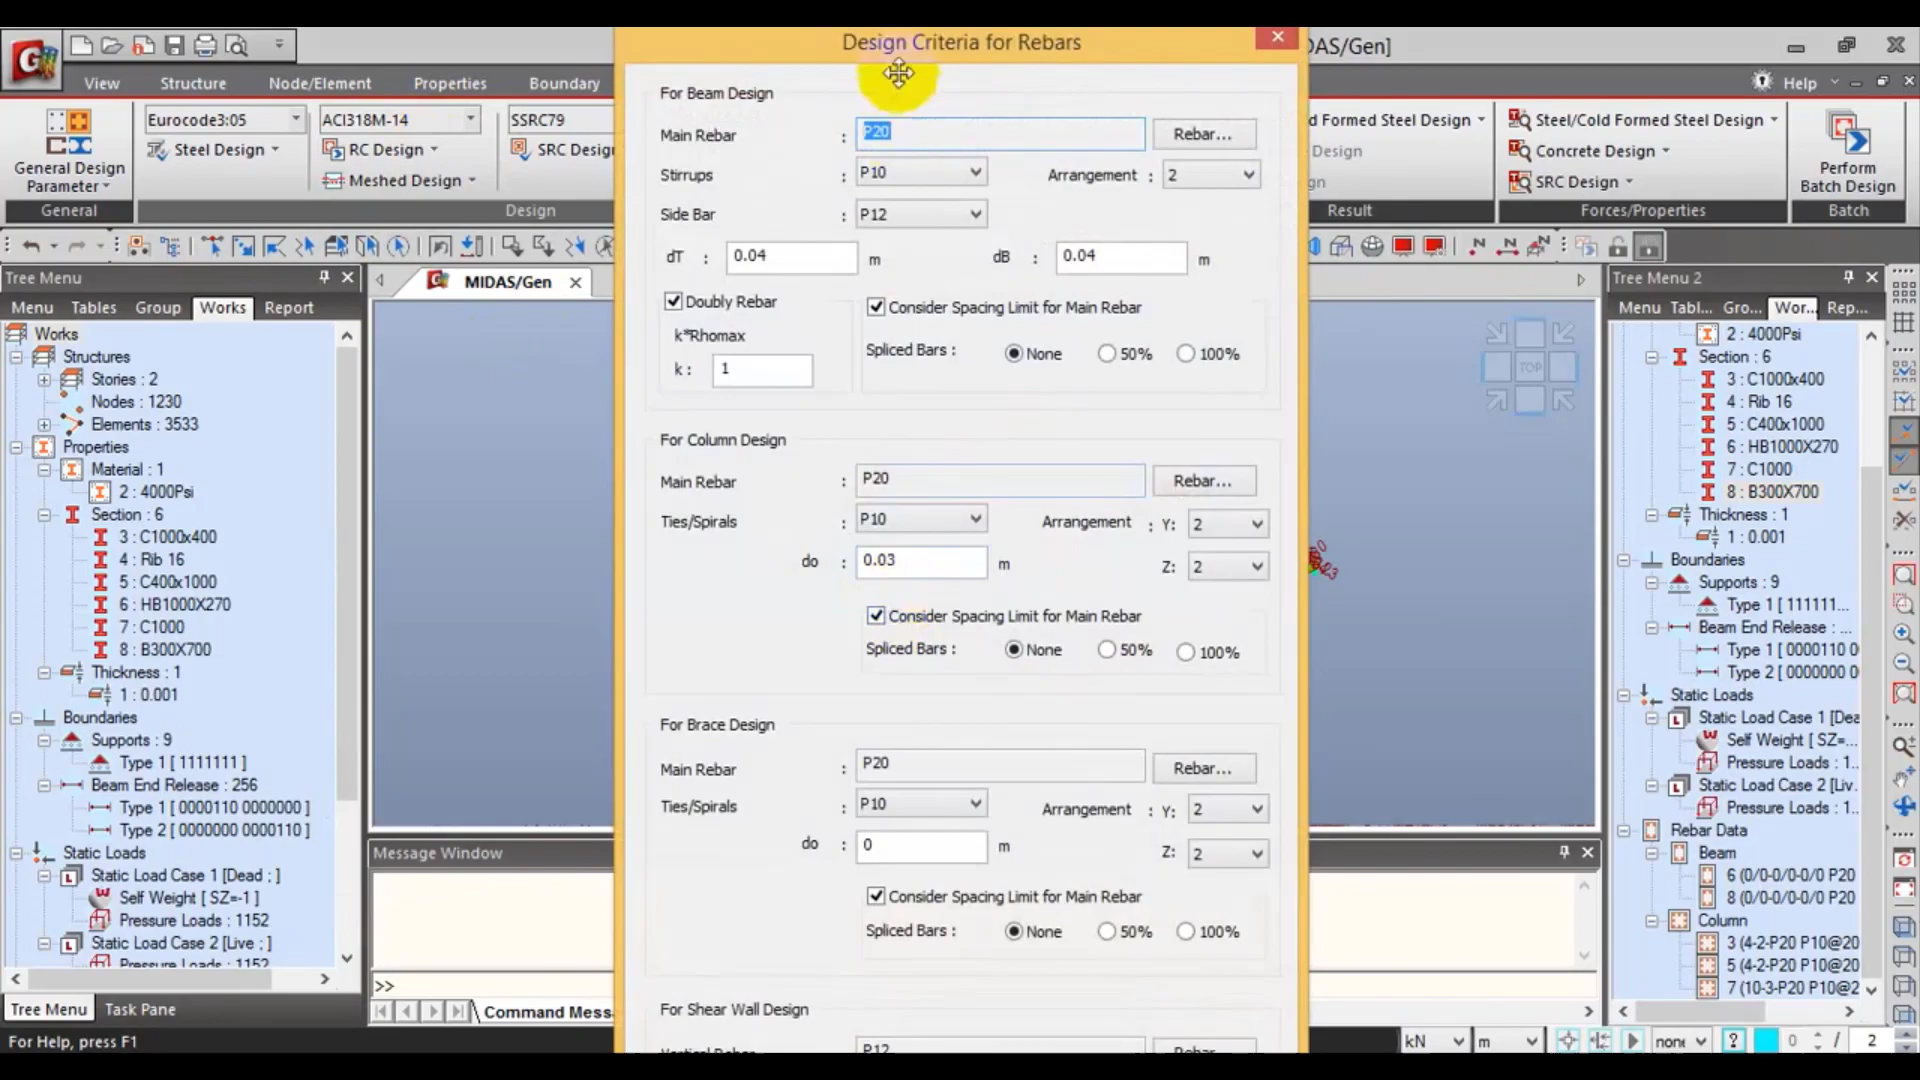 Design Criteria for Rebars
DAS/Gen]
View
Structure
Node/Element
Properties
Boundary
Help
General Design
Parameter
General
Eurocode3:05
Steel Design
ACI318M-14
RC Design
Meshed Design
SSRC79
SRC Design
Design
d Formed Steel Design
Design
gn
Result
Steel/Cold Formed Steel Design
Concrete Design
SRC Design
Forces/Properties
Perform
Batch Design
Batch
Tree Menu
Menu
Tables
Group
Works
Report
Works
Structures
Stories : 2
Nodes : 1230
Elements : 3533
Properties
Material : 1
2 : 4000Psi
Section : 6
3 : C1000x400
4 : Rib 16
5 : C400x1000
6 : HB1000X270
7 : C1000
8 : B300X700
Thickness : 1
1 : 0.001
Boundaries
Supports : 9
Type 1 [ 1111111 ]
Beam End Release : 256
Type 1 [ 0000110 0000000 ]
Type 2 [ 0000000 0000110 ]
Static Loads
Static Load Case 1 [Dead ; ]
Self Weight [ SZ=-1 ]
Pressure Loads : 1152
Static Load Case 2 [Live ; ]
Pressure Loads : 1152
Tree Menu
Task Pane
For Help, press F1
MIDAS/Gen
Message Window
>>
Command Mess
For Beam Design
Main Rebar : P20 Rebar...
Stirrups : P10 Arrangement : 2
Side Bar : P12
dT : 0.04 m dB : 0.04 m
Doubly Rebar
k*Rhomax
k : 1
Consider Spacing Limit for Main Rebar
Spliced Bars : None 50% 100%
For Column Design
Main Rebar : P20 Rebar...
Ties/Spirals : P10 Arrangement : Y: 2
do : 0.03 m Z: 2
Consider Spacing Limit for Main Rebar
Spliced Bars : None 50% 100%
For Brace Design
Main Rebar : P20 Rebar...
Ties/Spirals : P10 Arrangement : Y: 2
do : 0 m Z: 2
Consider Spacing Limit for Main Rebar
Spliced Bars : None 50% 100%
For Shear Wall Design
Vertical Rebar : P12 Rebar
TOP
Tree Menu 2
Menu
Tabl...
Gro...
Wor...
Rep...
2 : 4000Psi
Section : 6
3 : C1000x400
4 : Rib 16
5 : C400x1000
6 : HB1000X270
7 : C1000
8 : B300X700
Thickness : 1
1 : 0.001
Boundaries
Supports : 9
Type 1 [ 111111...
Beam End Release : ...
Type 1 [ 0000110 0
Type 2 [ 0000000 0
Static Loads
Static Load Case 1 [Dea
Self Weight [ SZ=-...
Pressure Loads : 1...
Static Load Case 2 [Liv
Pressure Loads : 1...
Rebar Data
Beam
6 (0/0-0/0-0/0 P20
8 (0/0-0/0-0/0 P20
Column
3 (4-2-P20 P10@20
5 (4-2-P20 P10@20
7 (10-3-P20 P10@2
kN
m
none
0
/
2